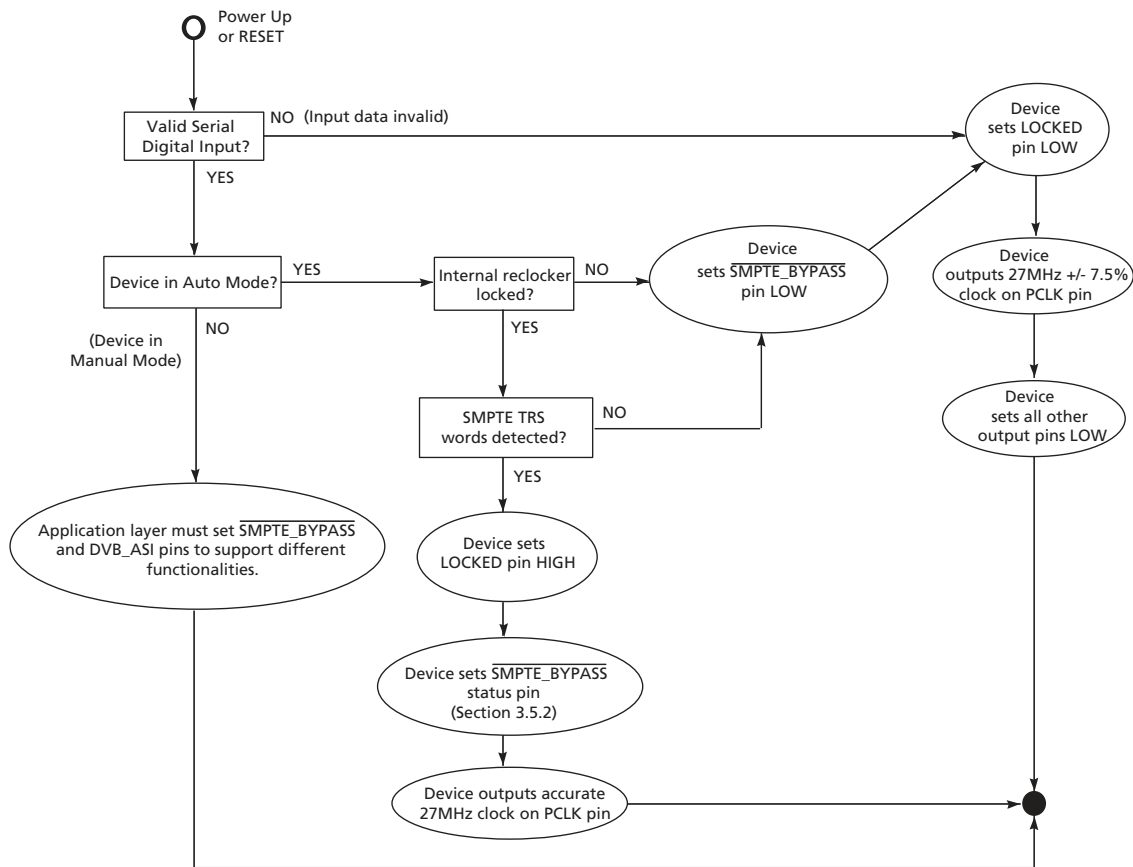 Power Up
or RESET
Valid Serial
Digital Input?
NO (Input data invalid)
YES
Device
sets LOCKED
pin LOW
Device in Auto Mode?
YES
Internal reclocker
locked?
NO
Device
sets SMPTE_BYPASS
pin LOW
Device
outputs 27MHz +/- 7.5%
clock on PCLK pin
NO
(Device in
Manual Mode)
YES
SMPTE TRS
words detected?
NO
Device
sets all other
output pins LOW
YES
Application layer must set SMPTE_BYPASS
and DVB_ASI pins to support different
functionalities.
Device sets
LOCKED pin HIGH
Device sets SMPTE_BYPASS
status pin
(Section 3.5.2)
Device outputs accurate
27MHz clock on PCLK pin